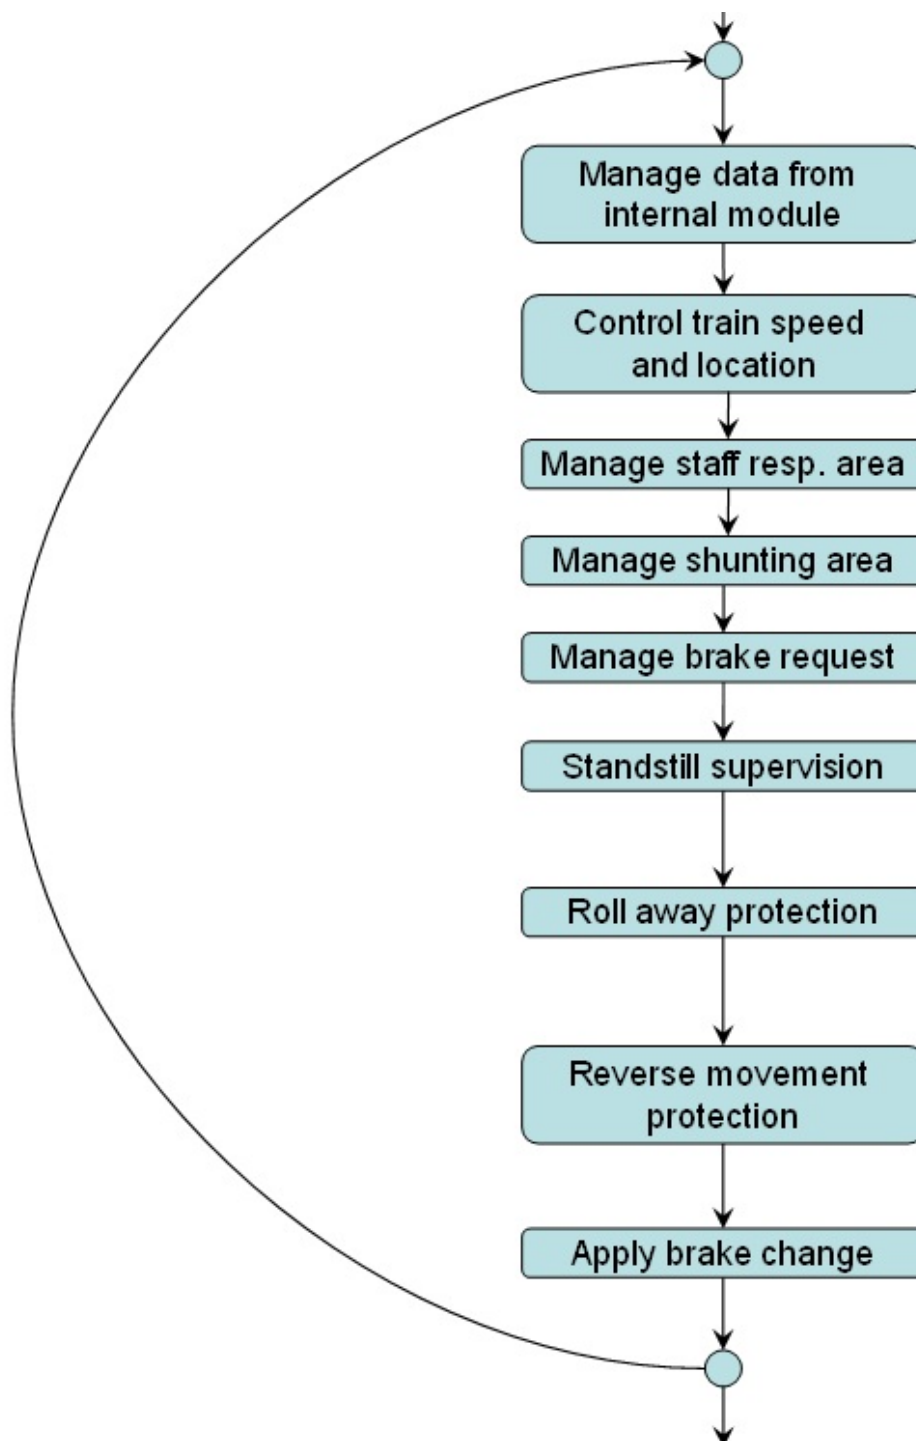 Manage data from
internal module
Control train speed
and location
Manage staff resp. area
Manage shunting area
Manage brake request
Standstill supervision
Roll away protection
Reverse movement
protection
Apply brake change